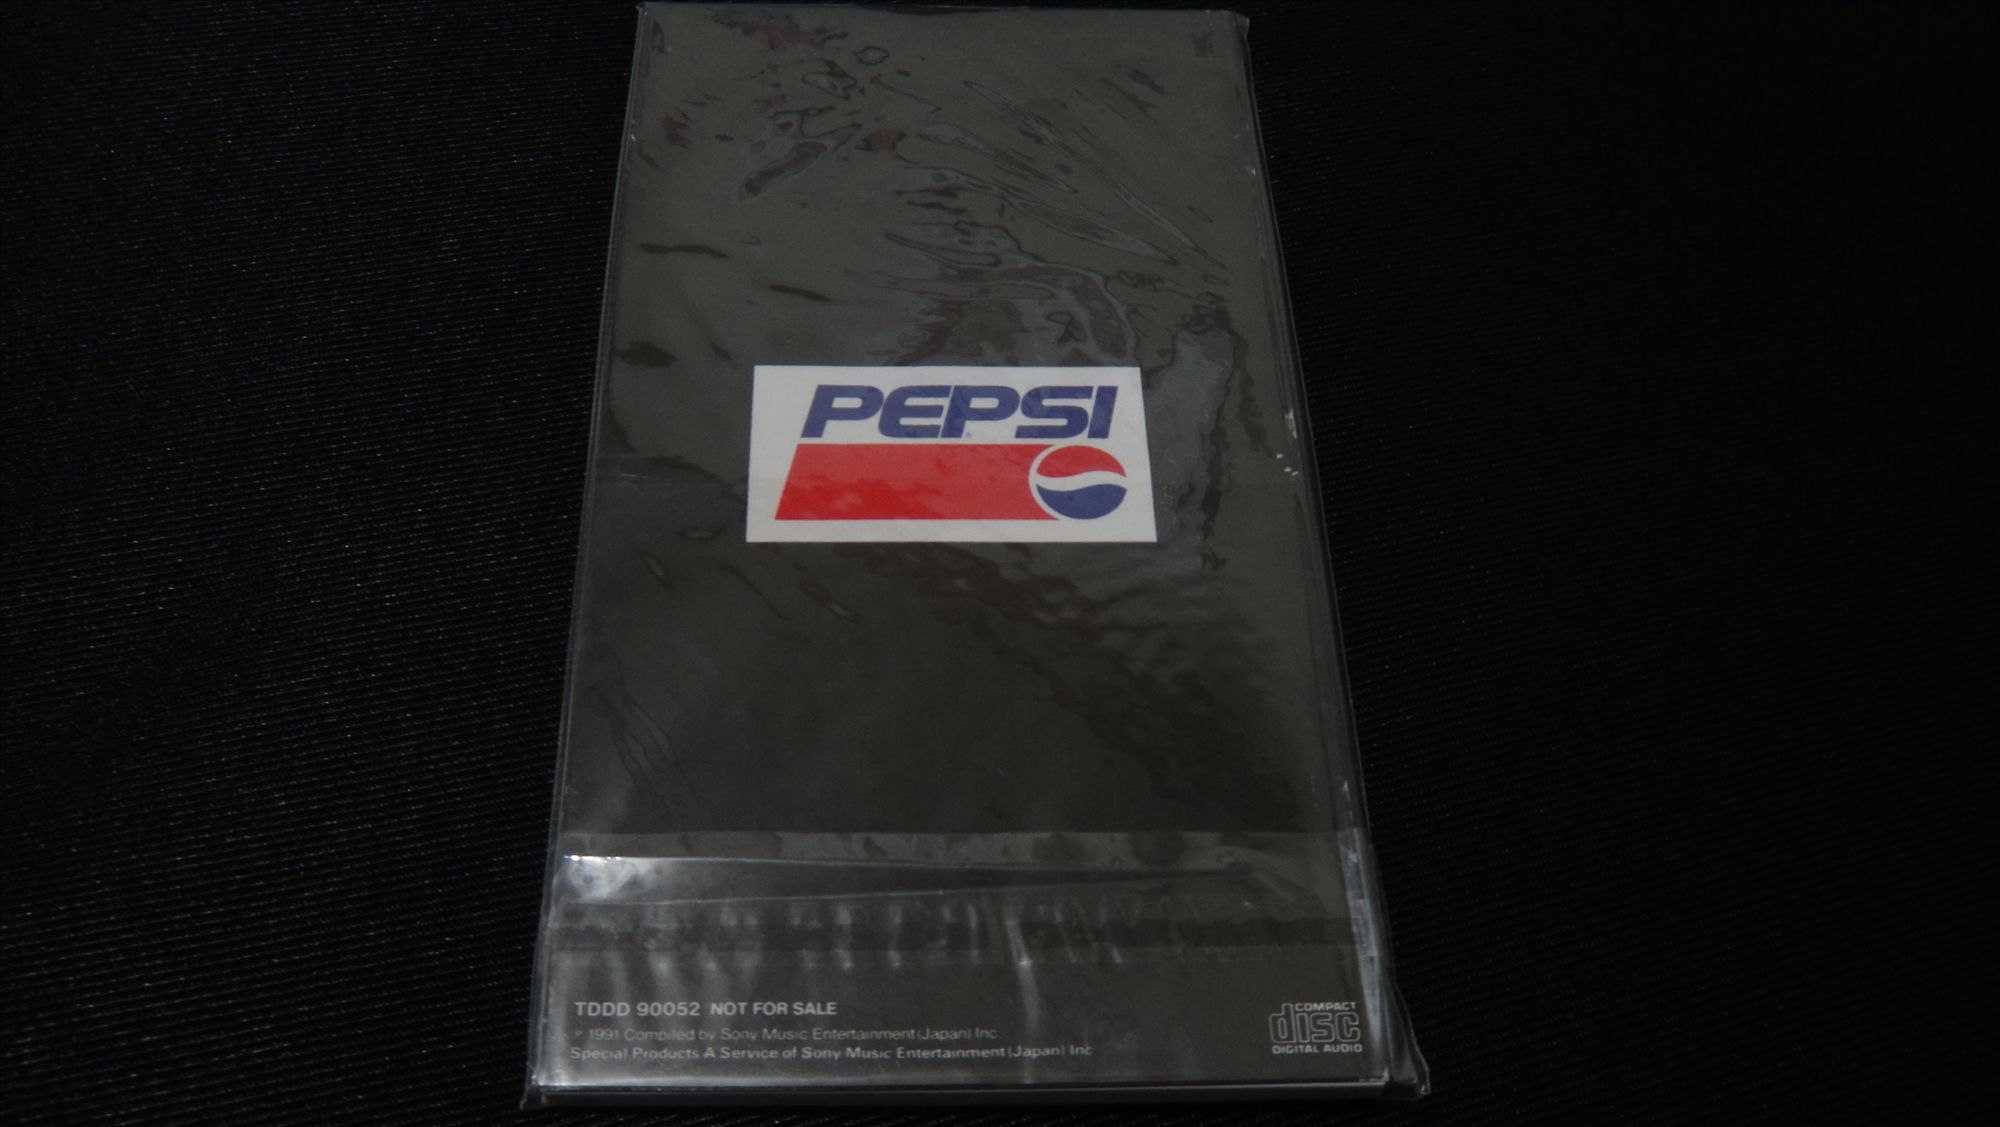 PEPSI
TDDD 90052 NOT FOR SALE
℗ 1991 Compiled by Sony Music Entertainment (Japan) Inc
Special Products A Service of Sony Music Entertainment (Japan) Inc
COMPACT
disc
DIGITAL AUDIO